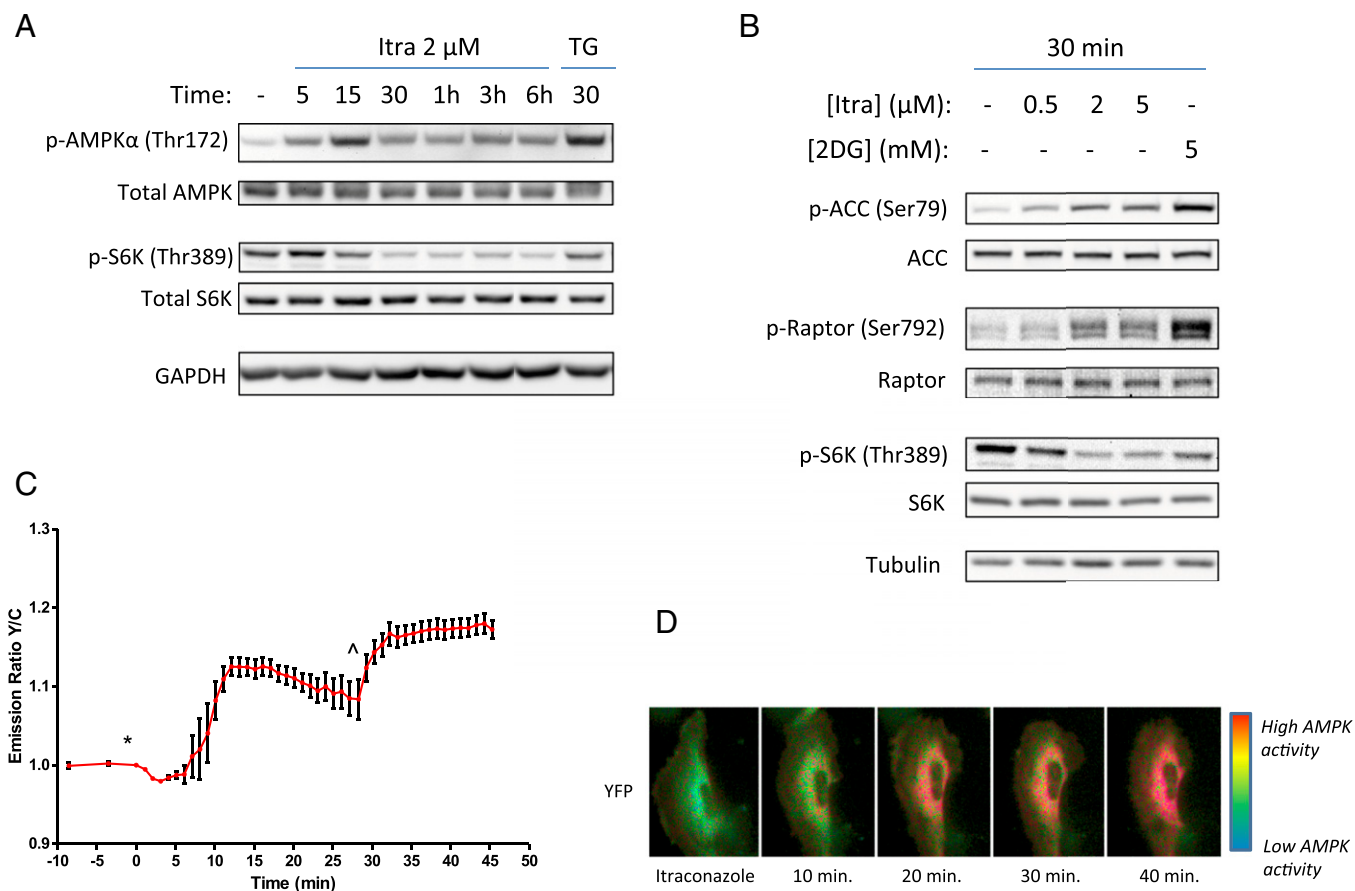 A
Itra 2 µM TG
Time: - 5 15 30 1h 3h 6h 30
p-AMPKα (Thr172)
Total AMPK
p-S6K (Thr389)
Total S6K
GAPDH
B
30 min
[Itra] (µM): - 0.5 2 5 -
[2DG] (mM): - - - - 5
p-ACC (Ser79)
ACC
p-Raptor (Ser792)
Raptor
p-S6K (Thr389)
S6K
Tubulin
C
Emission Ratio Y/C
1.3
1.2
1.1
1.0
0.9
*
^
-10 -5 0 5 10 15 20 25 30 35 40 45 50
Time (min)
D
YFP
Itraconazole 10 min. 20 min. 30 min. 40 min.
High AMPK
activity
Low AMPK
activity